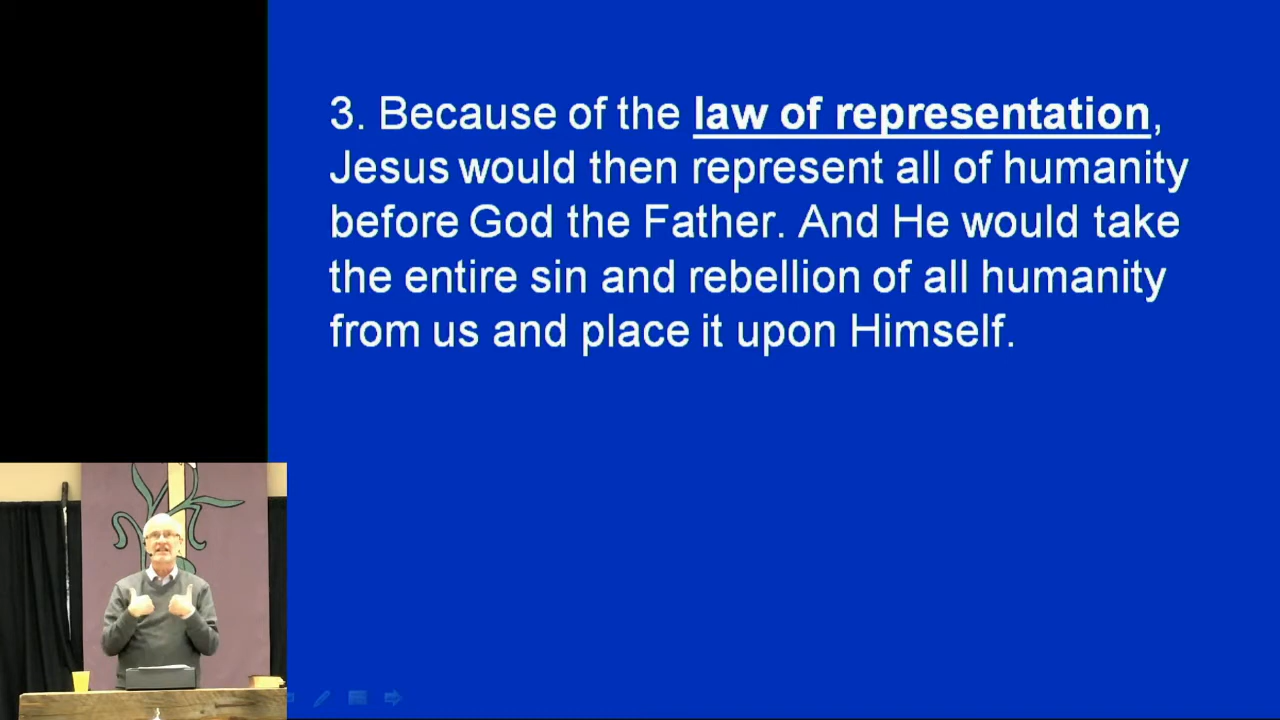 3. Because of the law of representation,
Jesus would then represent all of humanity
before God the Father. And He would take
the entire sin and rebellion of all humanity
from us and place it upon Himself.